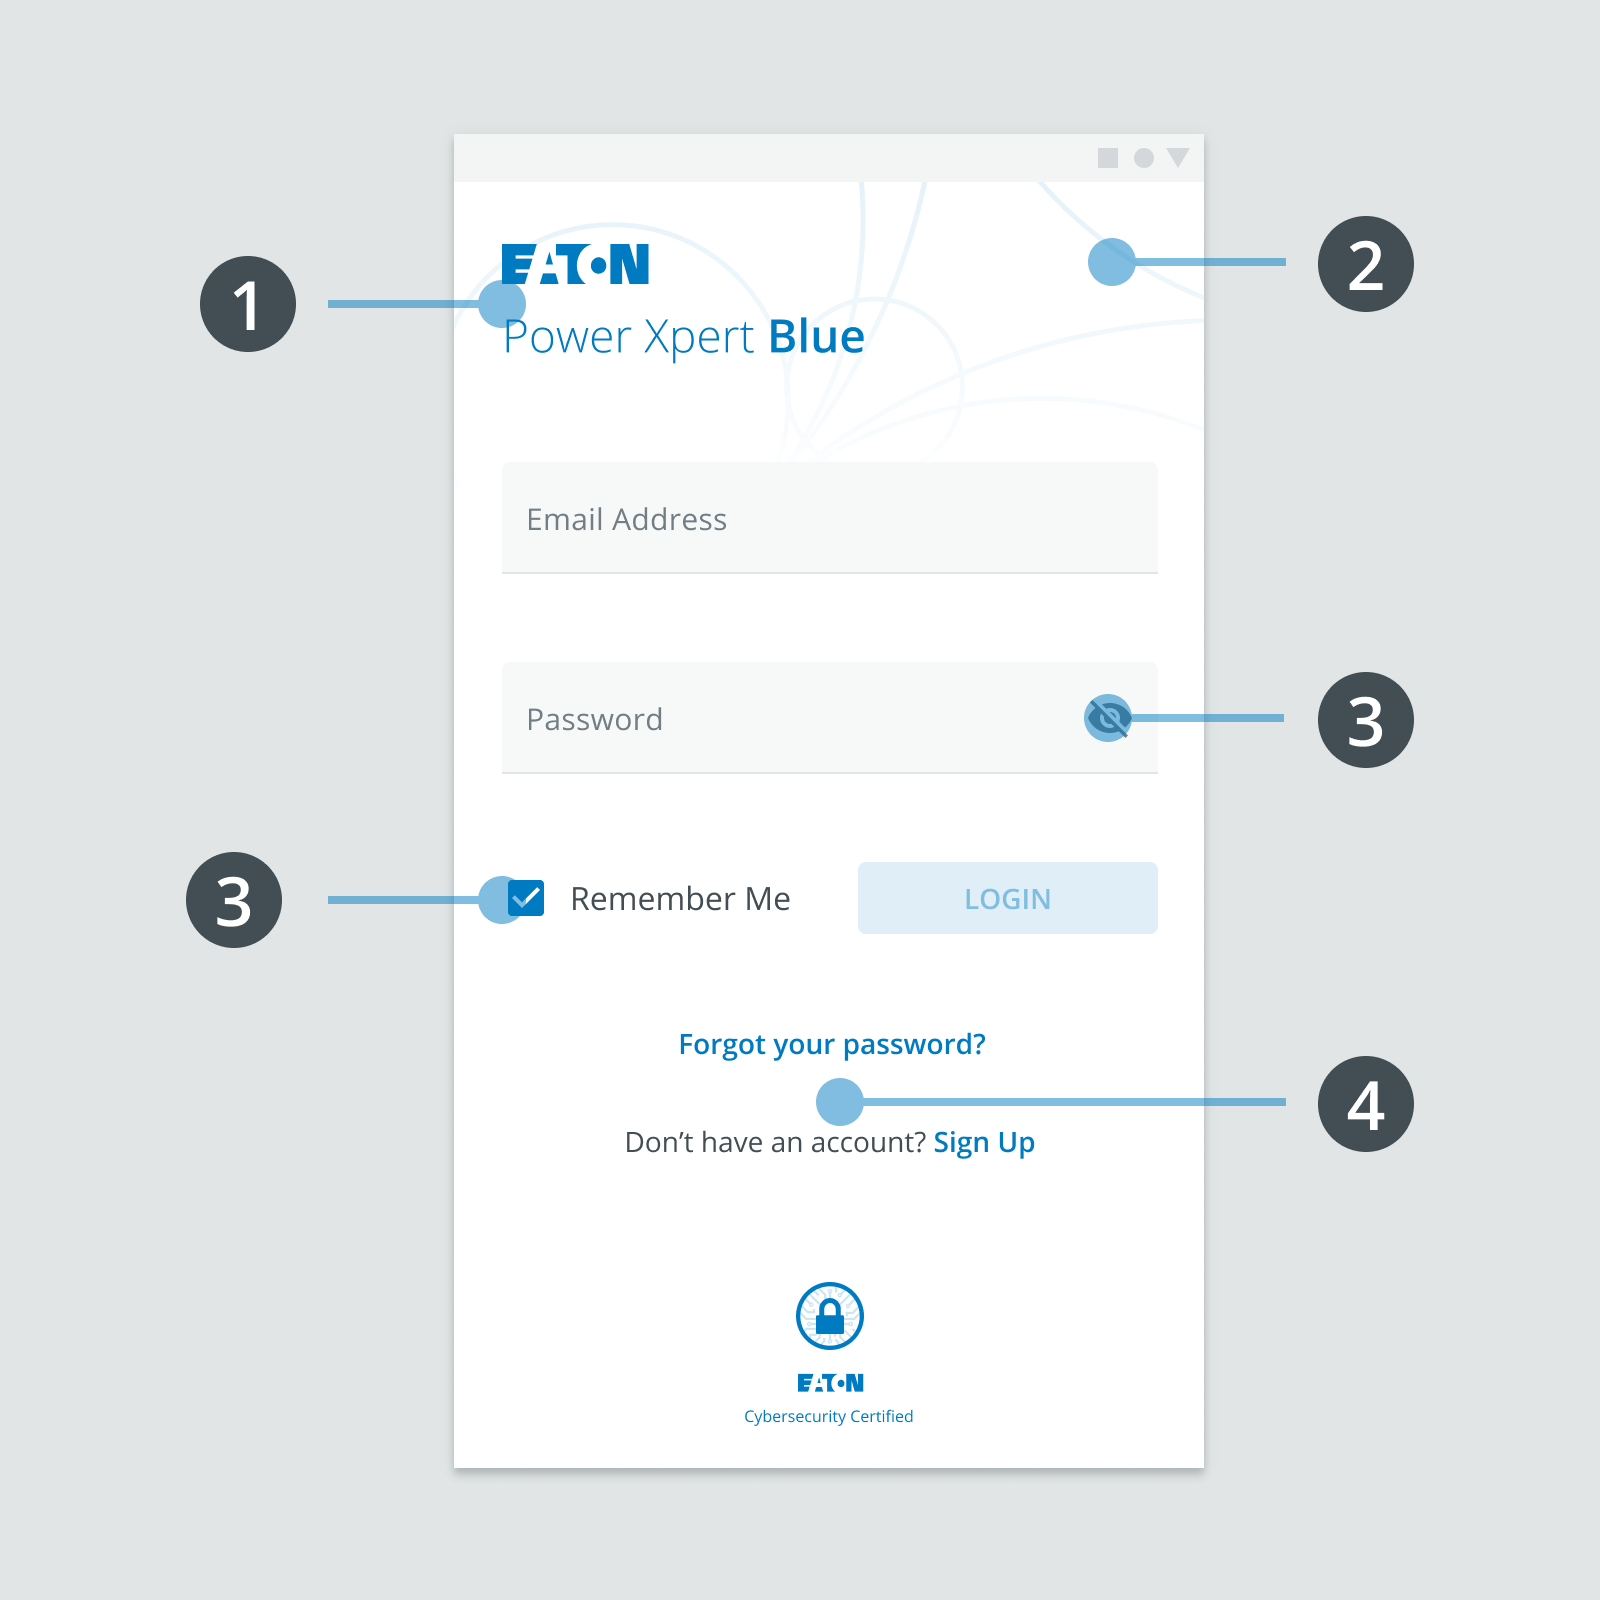 2
1
EATON
Power Xpert Blue
Email Address
Password
3
3
Remember Me
LOGIN
Forgot your password?
4
Don’t have an account? Sign Up
EATON
Cybersecurity Certified